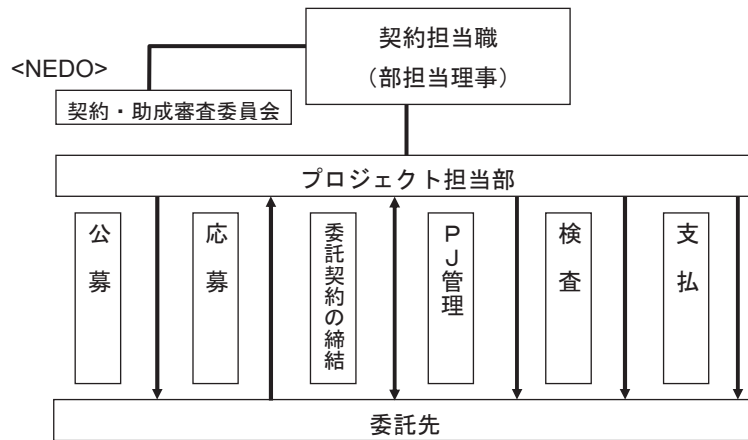 契約担当職
（部担当理事）
<NEDO>
契約・助成審査委員会
プロジェクト担当部
公募
応募
委託契約の締結
ＰＪ管理
検査
支払
委託先